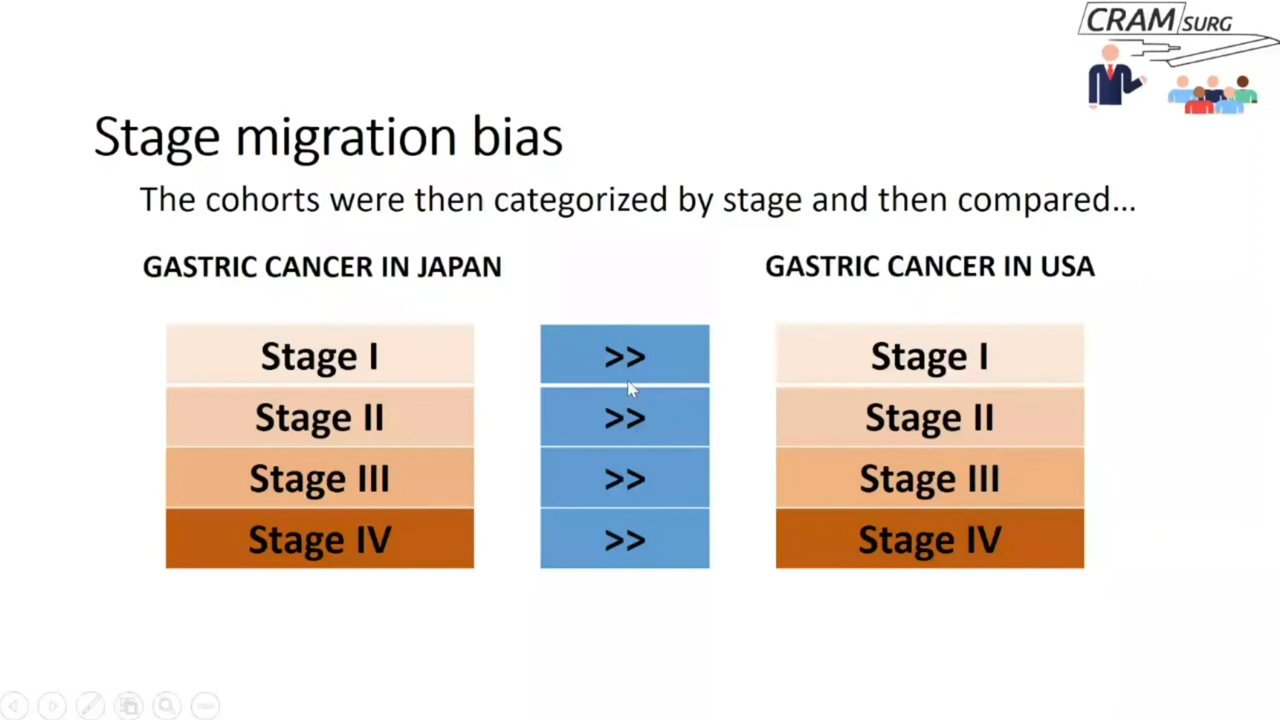 CRAM SURG
Stage migration bias
The cohorts were then categorized by stage and then compared...
GASTRIC CANCER IN JAPAN
GASTRIC CANCER IN USA
Stage I >> Stage I
Stage II >> Stage II
Stage III >> Stage III
Stage IV >> Stage IV